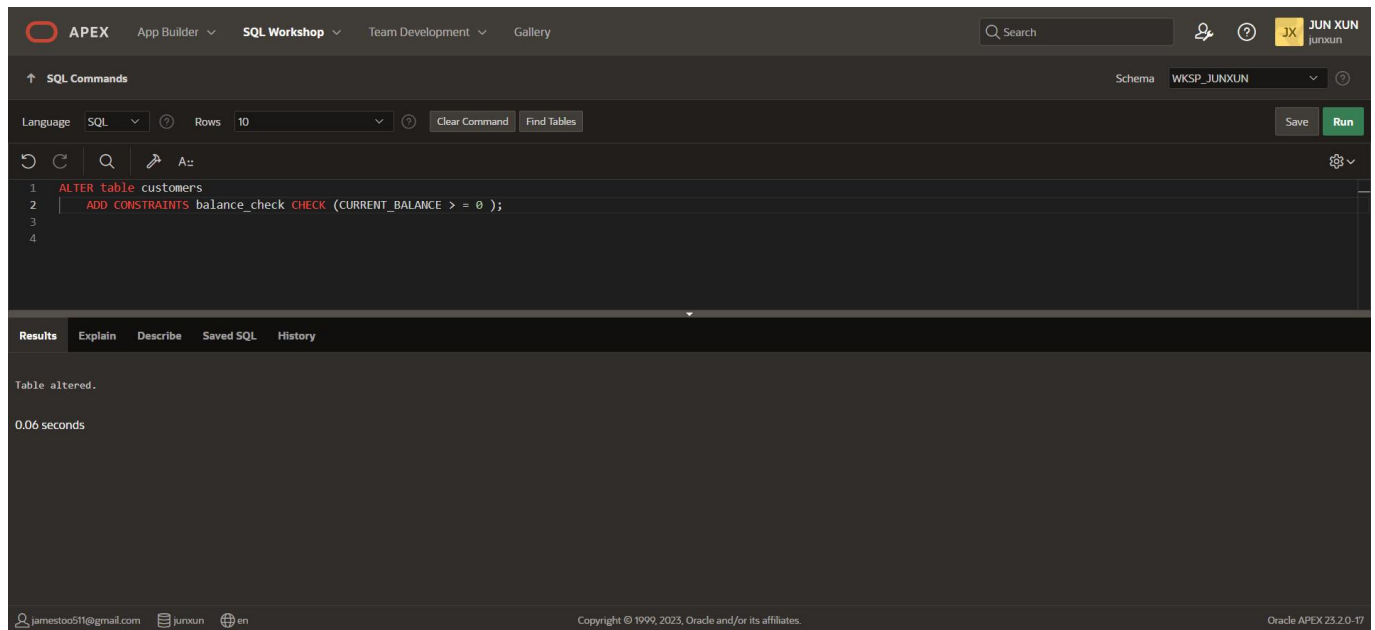 APEX App Builder SQL Workshop Team Development Gallery Search JX JUN XUN
junxun
SQL Commands Schema WKSP_JUNXUN
Language SQL Rows 10 Clear Command Find Tables Save Run
1 ALTER table customers
2 ADD CONSTRAINTS balance_check CHECK (CURRENT_BALANCE > = 0 );
3
4
Results Explain Describe Saved SQL History
Table altered.
0.06 seconds
jamestoo511@gmail.com junxun en Copyright © 1999, 2023, Oracle and/or its affiliates. Oracle APEX 23.2.0-17